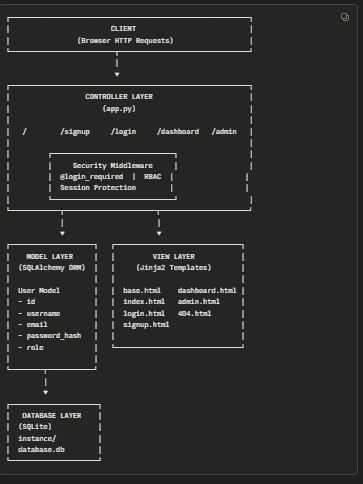 CLIENT
(Browser HTTP Requests)
CONTROLLER LAYER
(app.py)
/ /signup /login /dashboard /admin
Security Middleware
@login_required | RBAC
Session Protection
MODEL LAYER
(SQLAlchemy ORM)
User Model
- id
- username
- email
- password_hash
- role
VIEW LAYER
(Jinja2 Templates)
base.html dashboard.html
index.html admin.html
login.html 404.html
signup.html
DATABASE LAYER
(SQLite)
instance/
database.db